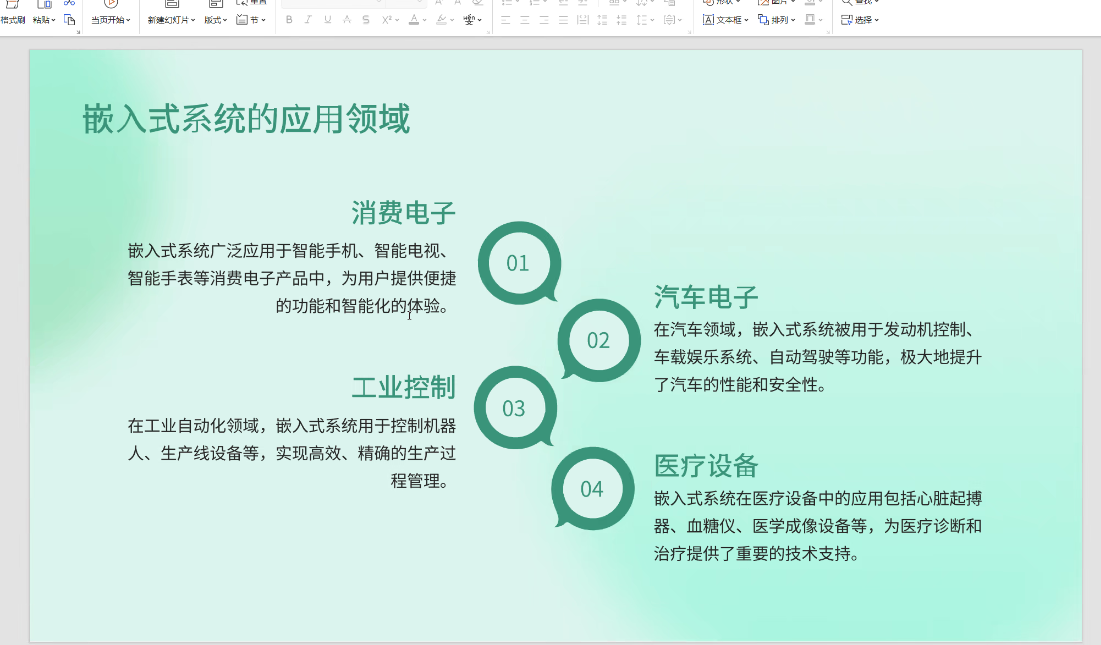 格式刷 粘贴 当页开始 新建幻灯片 版式 节 B I U A S X² A 文本框 排列 选择
嵌入式系统的应用领域
消费电子
嵌入式系统广泛应用于智能手机、智能电视、
智能手表等消费电子产品中，为用户提供便捷
的功能和智能化的体验。
01
汽车电子
在汽车领域，嵌入式系统被用于发动机控制、
车载娱乐系统、自动驾驶等功能，极大地提升
了汽车的性能和安全性。
02
工业控制
在工业自动化领域，嵌入式系统用于控制机器
人、生产线设备等，实现高效、精确的生产过
程管理。
03
医疗设备
嵌入式系统在医疗设备中的应用包括心脏起搏
器、血糖仪、医学成像设备等，为医疗诊断和
治疗提供了重要的技术支持。
04